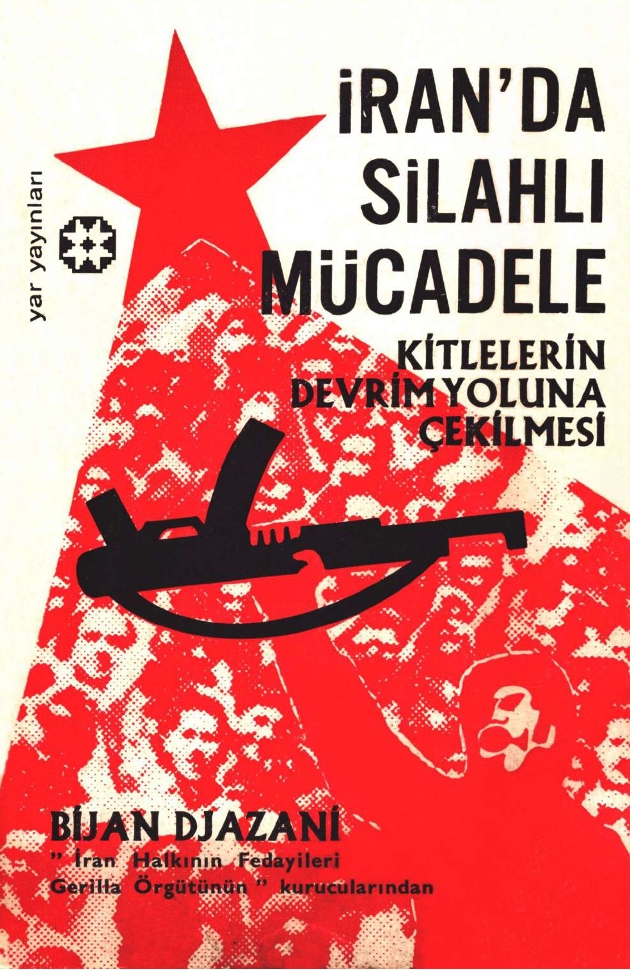 yar yayınları
İRAN'DA
SİLAHLI
MÜCADELE
KİTLELERİN
DEVRİM YOLUNA
ÇEKİLMESİ
BİJAN DJAZANİ
” İran Halkının Fedayileri
Gerilla Örgütünün ” kurucularından